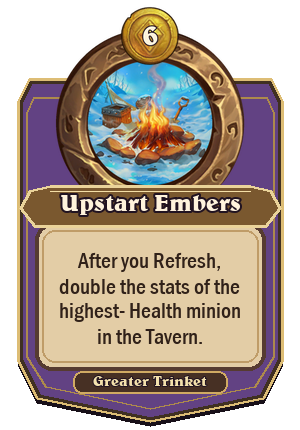 6
Upstart Embers
After you Refresh,
double the stats of the
highest- Health minion
in the Tavern.
Greater Trinket